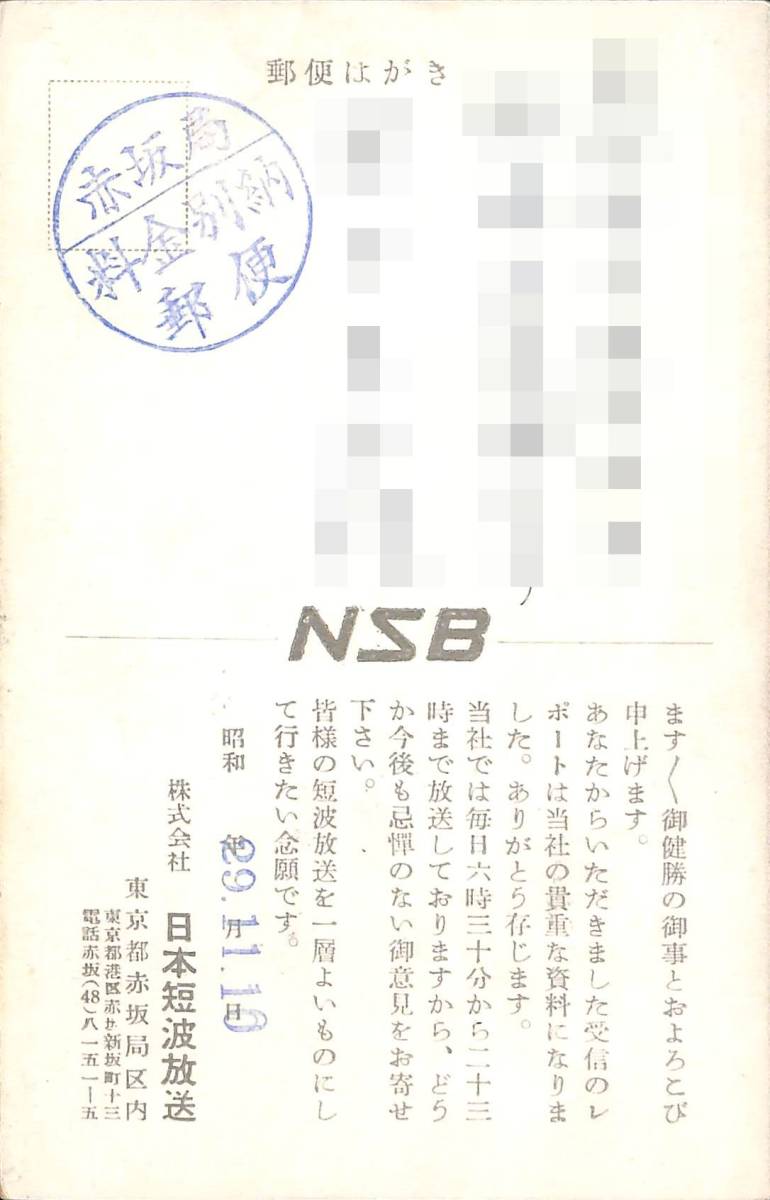 郵便はがき
赤坂局
料金別納
郵便
NSB
ます〳〵御健勝の御事とおよろこび
申上げます。
あなたからいただきました受信のレ
ポートは当社の貴重な資料になりま
した。ありがとう存じます。
当社では毎日六時三十分から二十三
時まで放送しておりますから、どう
か今後も忌憚のない御意見をお寄せ
下さい。
皆様の短波放送を一層よいものにし
て行きたい念願です。
昭和 年 月 日
29.11.10
株式会社 日本短波放送
東京都赤坂局区内
東京都港区赤坂新坂町十三
電話赤坂(48)八一五一―五